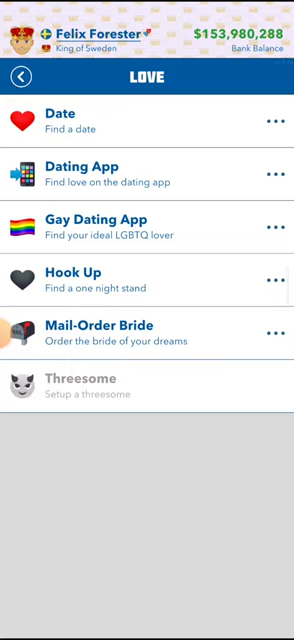 Felix Forester
$153,980,288
King of Sweden
Bank Balance
LOVE
Date
Find a date
Dating App
Find love on the dating app
Gay Dating App
Find your ideal LGBTQ lover
Hook Up
Find a one night stand
Mail-Order Bride
Order the bride of your dreams
Threesome
Setup a threesome